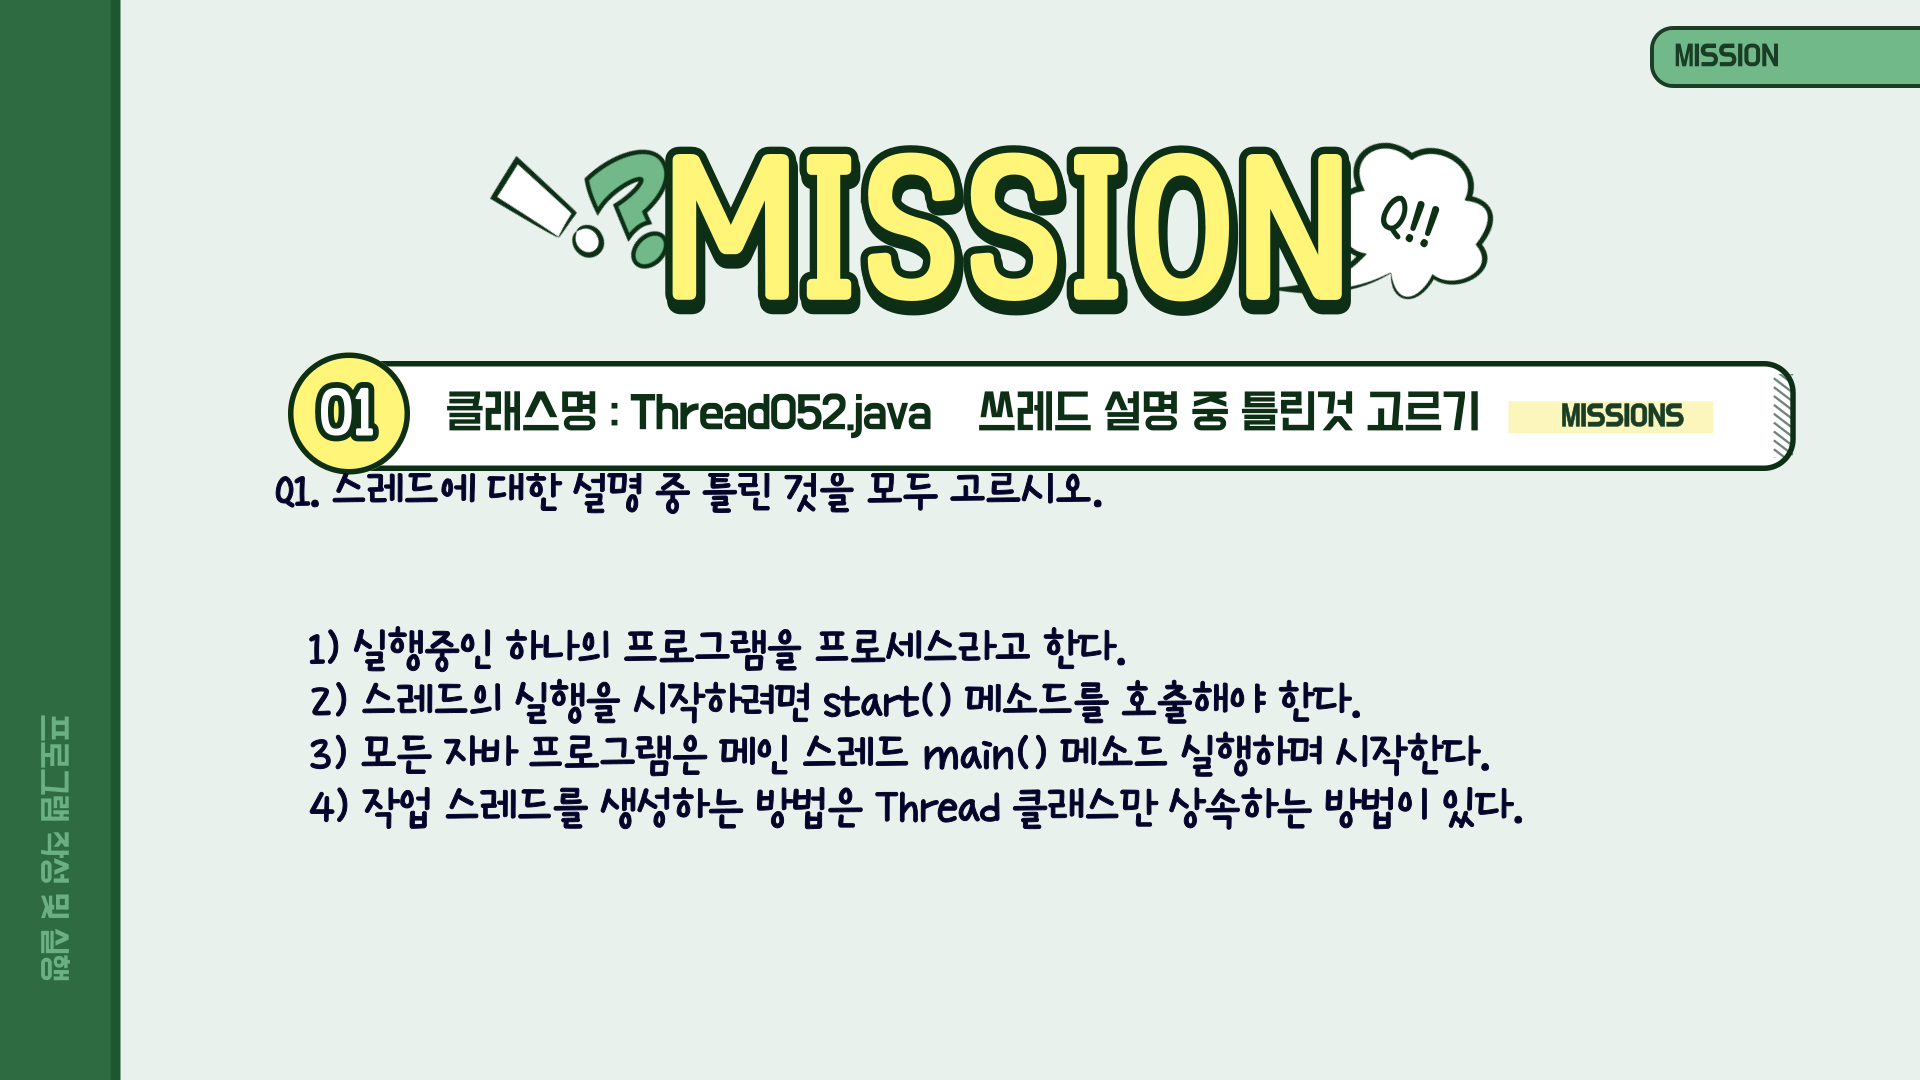 MISSION
MISSION
Q!!
01
클래스명 : Thread052.java 쓰레드 설명 중 틀린것 고르기 MISSIONS
Q1. 스레드에 대한 설명 중 틀린 것을 모두 고르시오.
1) 실행중인 하나의 프로그램을 프로세스라고 한다.
2) 스레드의 실행을 시작하려면 start() 메소드를 호출해야 한다.
3) 모든 자바 프로그램은 메인 스레드 main() 메소드 실행하며 시작한다.
4) 작업 스레드를 생성하는 방법은 Thread 클래스만 상속하는 방법이 있다.
프로그램 작성 및 실행